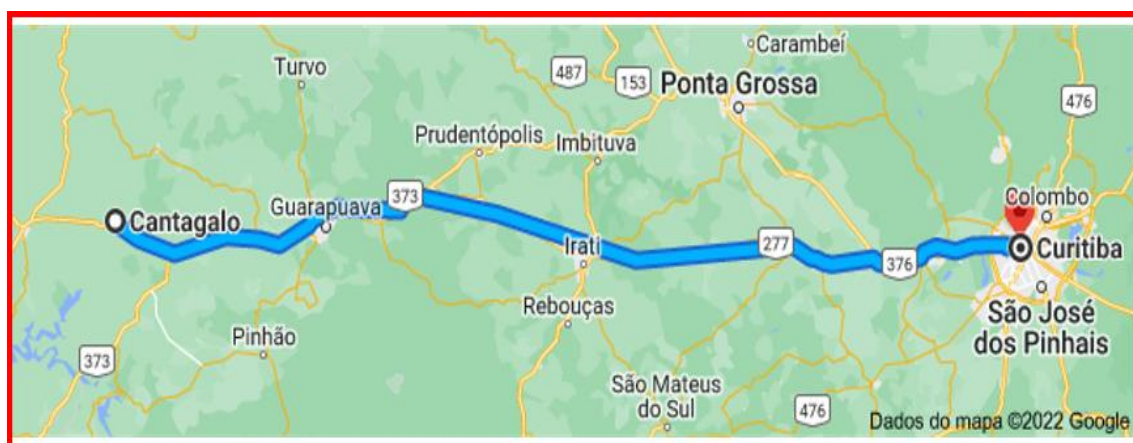 Carambeí
Turvo
487
153
Ponta Grossa
476
Prudentópolis
Imbituva
373
Colombo
Cantagalo
Guarapuava
Irati
277
376
Curitiba
Rebouças
São José
dos Pinhais
Pinhão
373
São Mateus
do Sul
476
Dados do mapa ©2022 Google